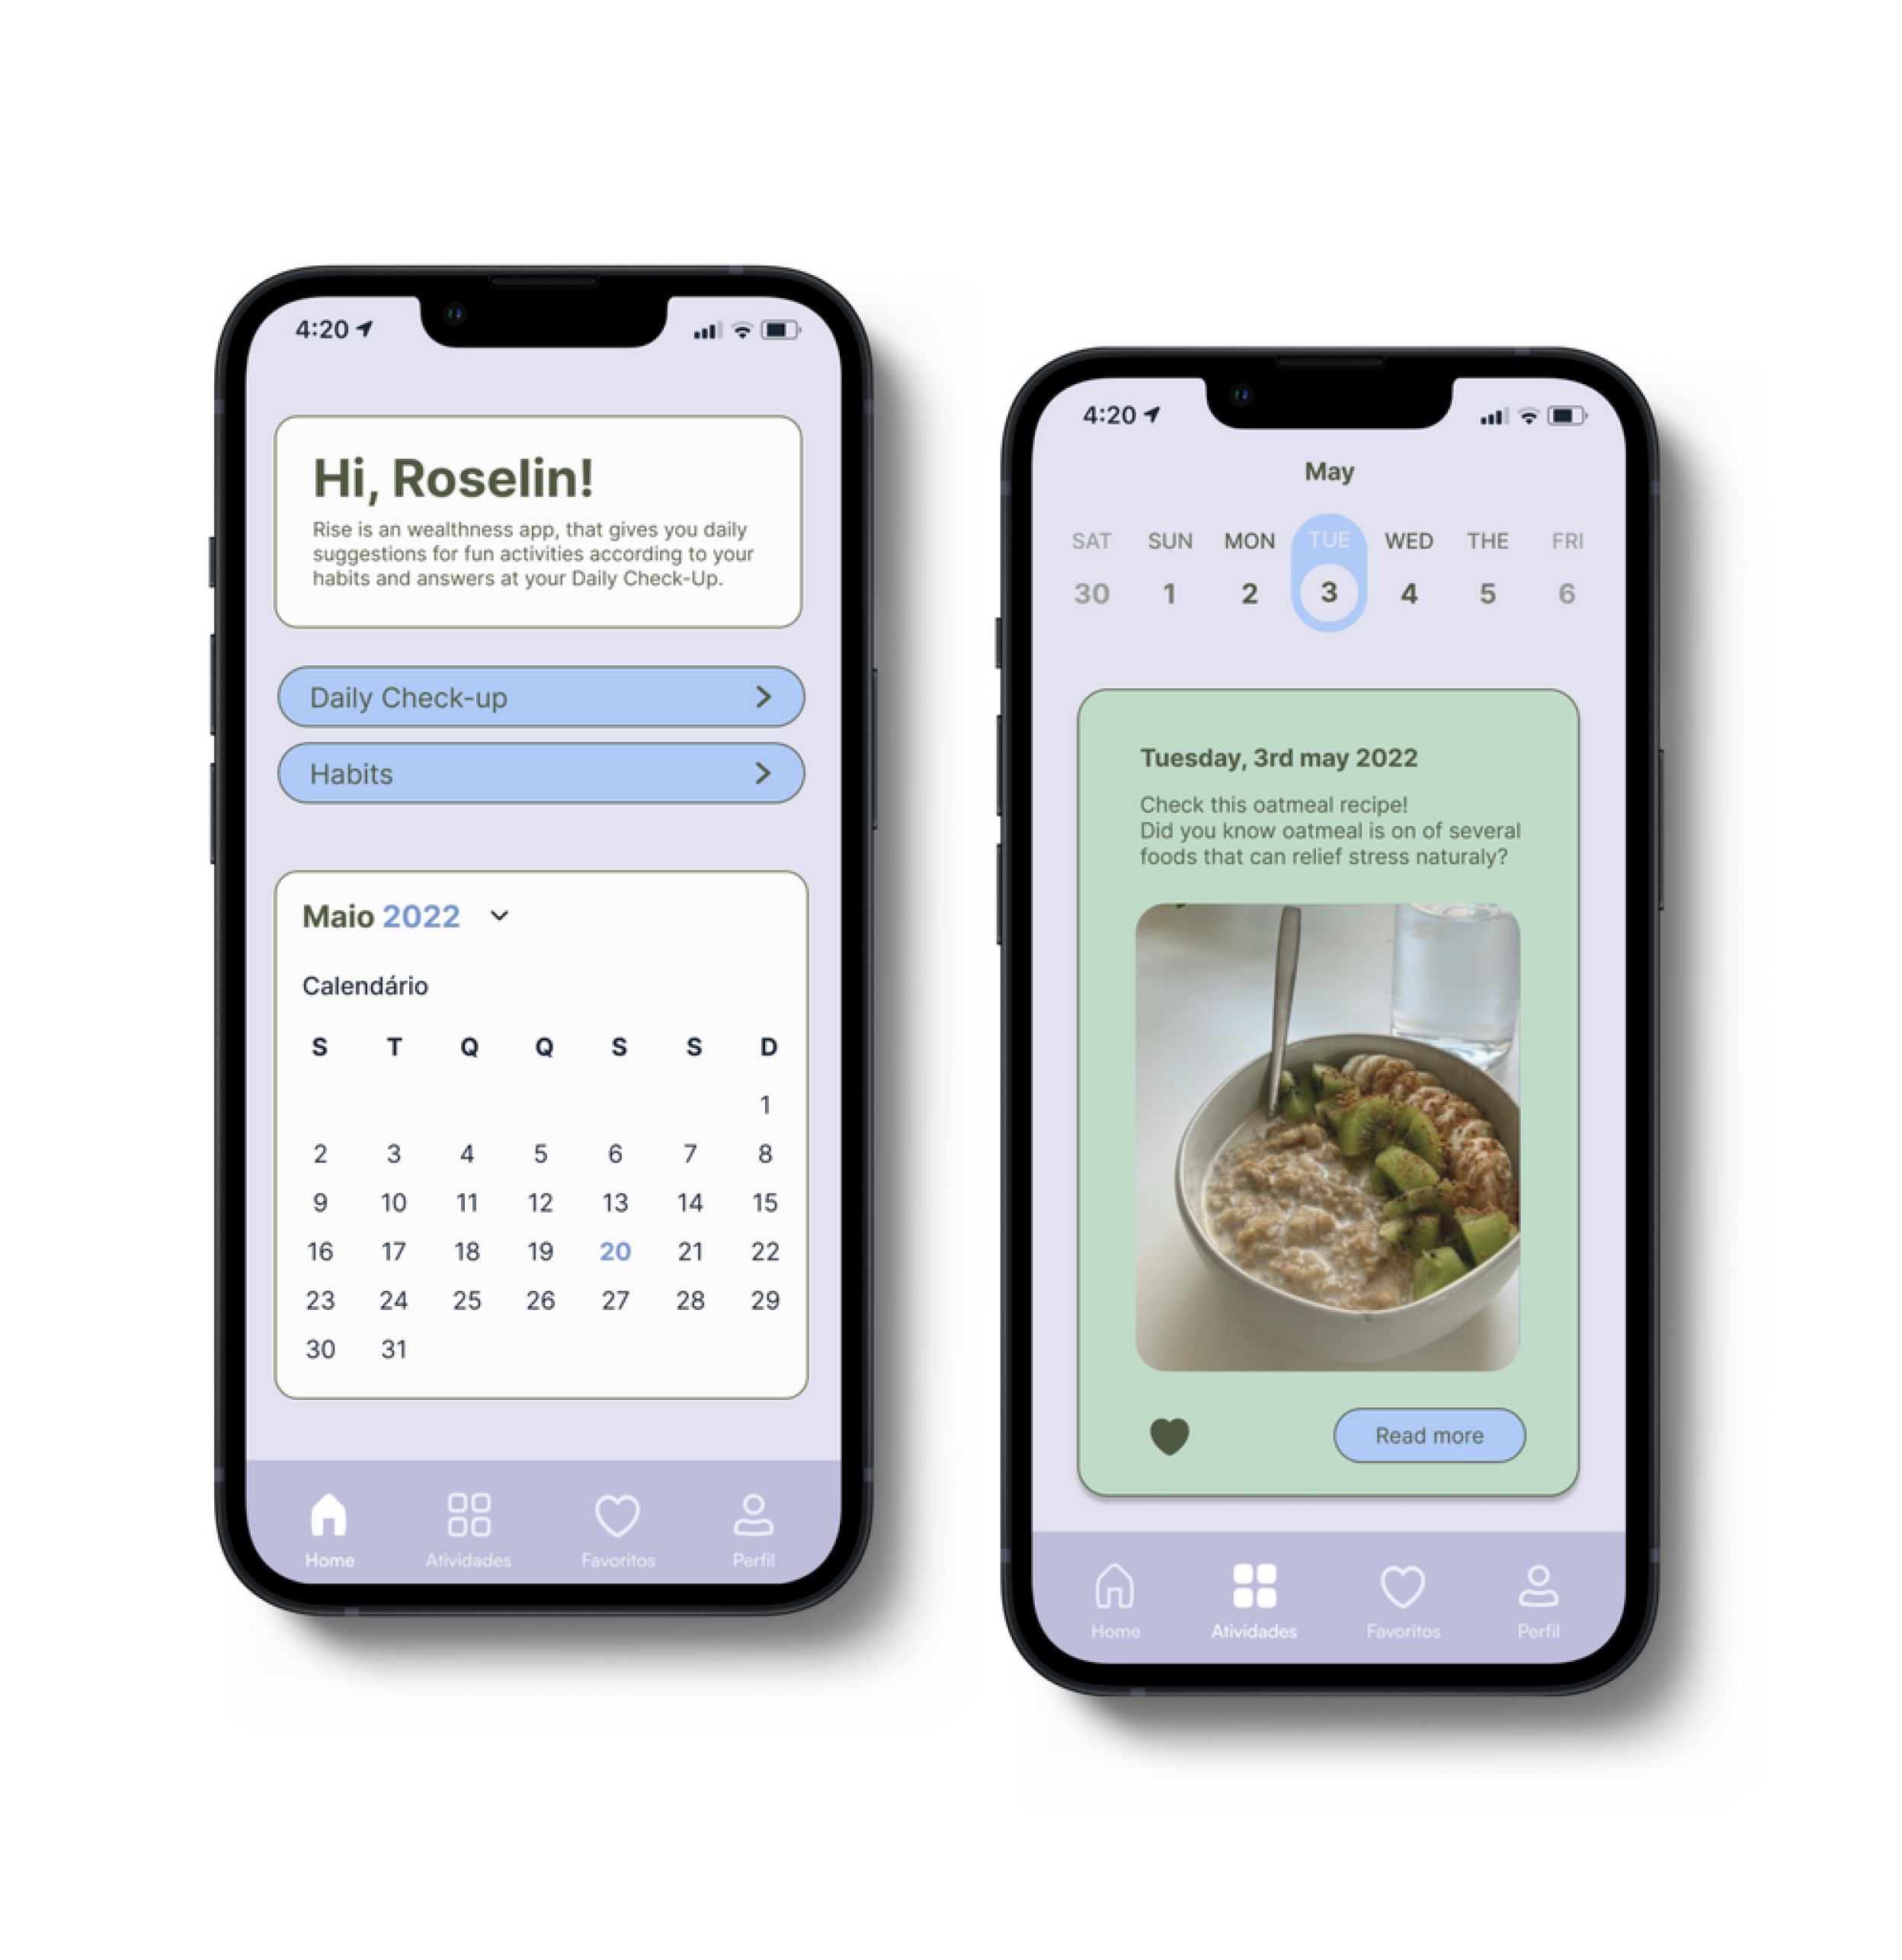 4:20
Hi, Roselin!
Rise is an wealthness app, that gives you daily
suggestions for fun activities according to your
habits and answers at your Daily Check-Up.
Daily Check-up
Habits
Maio 2022
Calendário
S T Q Q S S D
1
2 3 4 5 6 7 8
9 10 11 12 13 14 15
16 17 18 19 20 21 22
23 24 25 26 27 28 29
30 31
Home Atividades Favoritos Perfil
4:20
May
SAT SUN MON TUE WED THE FRI
30 1 2 3 4 5 6
Tuesday, 3rd may 2022
Check this oatmeal recipe!
Did you know oatmeal is on of several
foods that can relief stress naturaly?
Read more
Home Atividades Favoritos Perfil